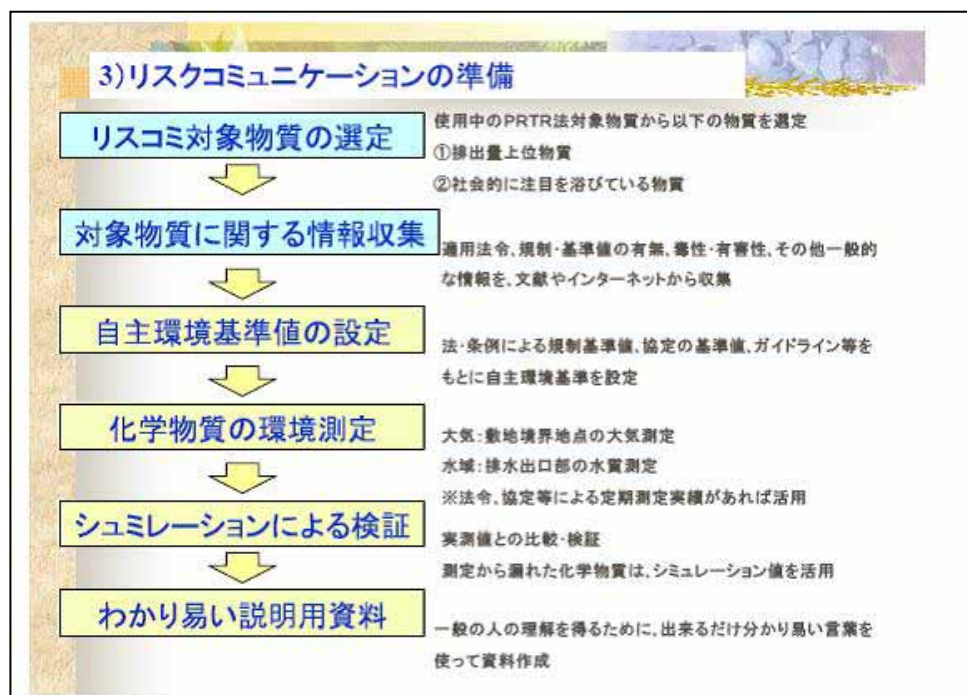 3)リスクコミュニケーションの準備
リスコミ対象物質の選定
使用中のPRTR法対象物質から以下の物質を選定
①排出量上位物質
②社会的に注目を浴びている物質
対象物質に関する情報収集
適用法令、規制・基準値の有無、毒性・有害性、その他一般的
な情報を、文献やインターネットから収集
自主環境基準値の設定
法・条例による規制基準値、協定の基準値、ガイドライン等を
もとに自主環境基準を設定
化学物質の環境測定
大気：敷地境界地点の大気測定
水域：排水出口部の水質測定
※法令、協定等による定期測定実績があれば活用
シュミレーションによる検証
実測値との比較・検証
測定から漏れた化学物質は、シミュレーション値を活用
わかり易い説明用資料
一般の人の理解を得るために、出来るだけ分かり易い言葉を
使って資料作成